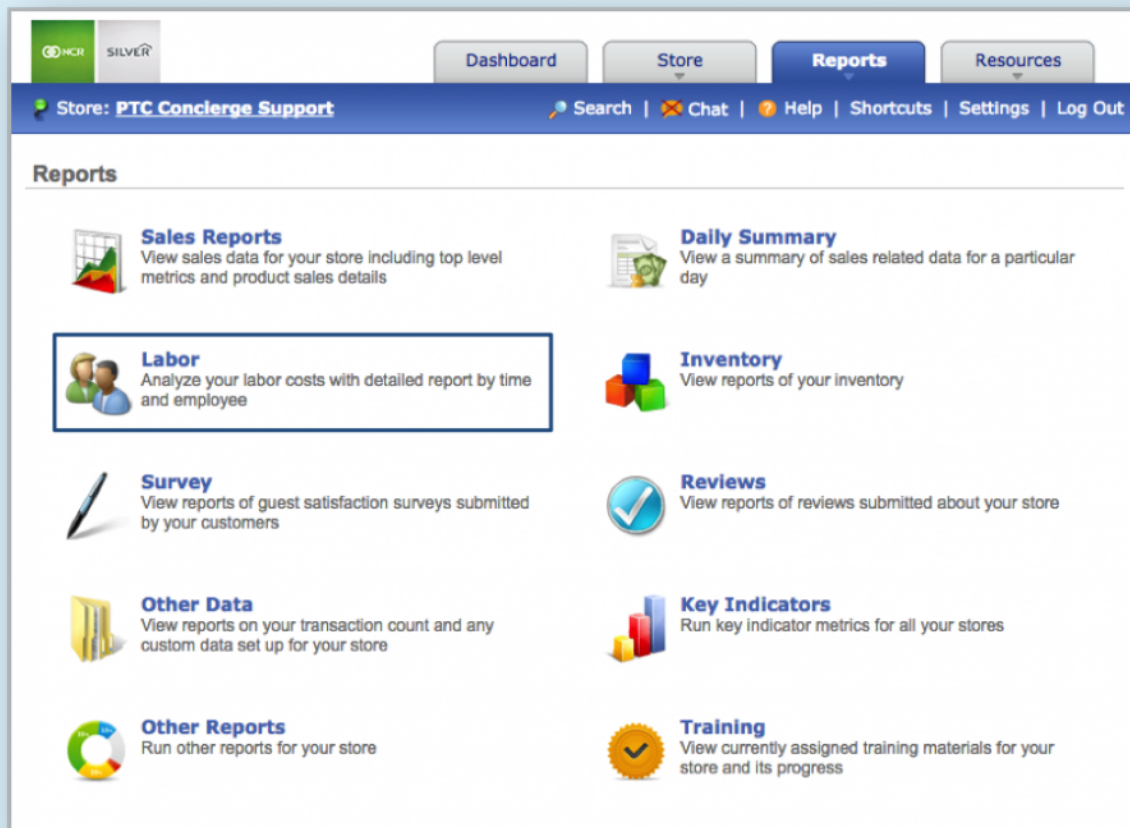 NCR SILVER
Dashboard Store Reports Resources
Store: PTC Concierge Support Search | Chat | Help | Shortcuts | Settings | Log Out
Reports
Sales Reports
View sales data for your store including top level
metrics and product sales details
Daily Summary
View a summary of sales related data for a particular
day
Labor
Analyze your labor costs with detailed report by time
and employee
Inventory
View reports of your inventory
Survey
View reports of guest satisfaction surveys submitted
by your customers
Reviews
View reports of reviews submitted about your store
Other Data
View reports on your transaction count and any
custom data set up for your store
Key Indicators
Run key indicator metrics for all your stores
Other Reports
Run other reports for your store
Training
View currently assigned training materials for your
store and its progress